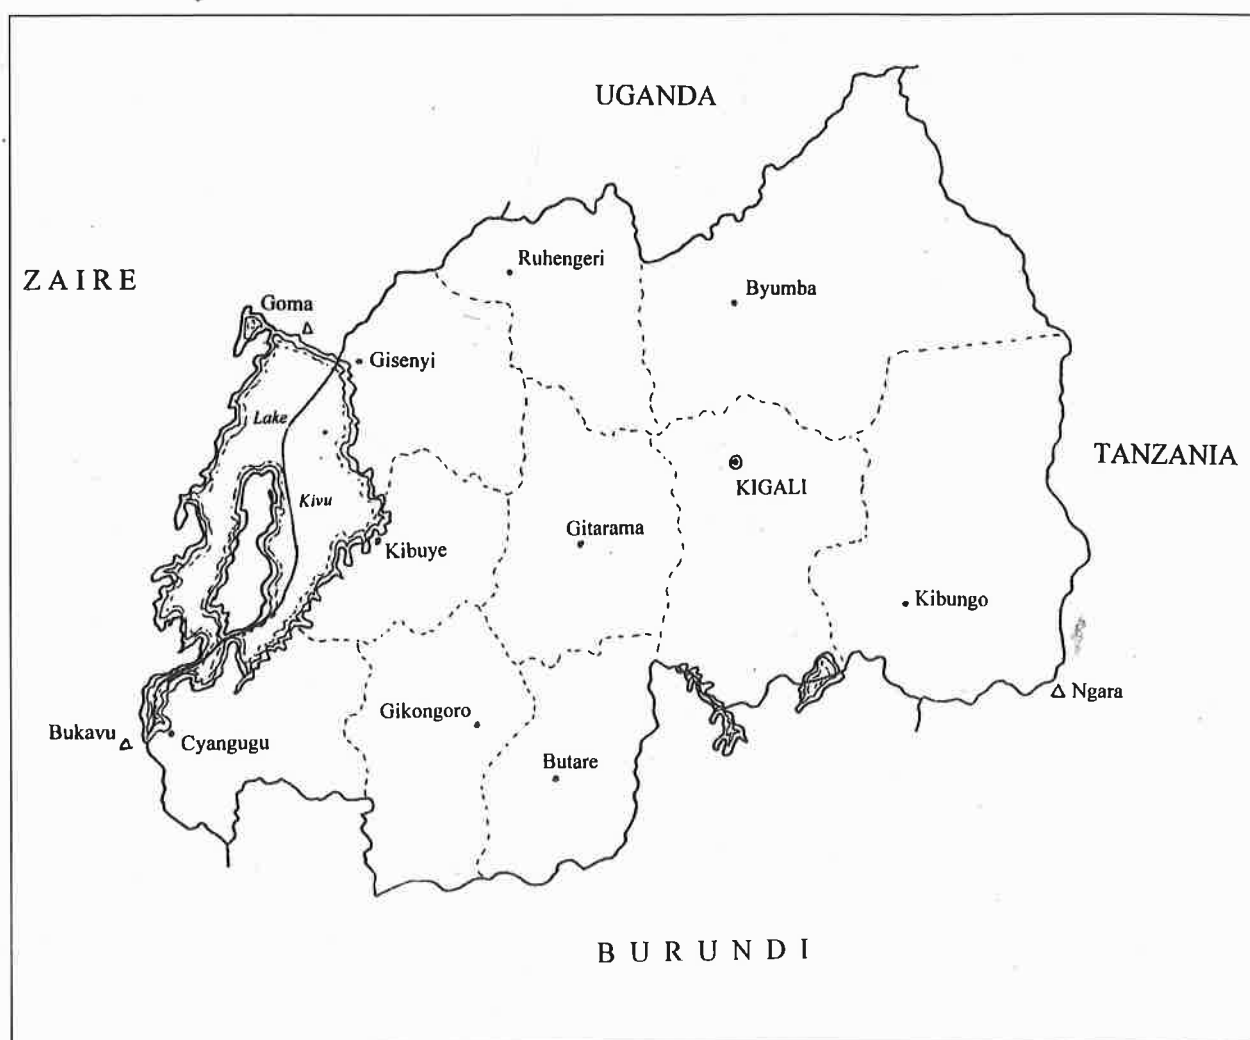 UGANDA
Ruhengeri
ZAIRE
Byumba
Goma
Gisenyi
Lake
TANZANIA
KIGALI
Kivu
Gitarama
Kibuye
Kibungo
Ngara
Gikongoro
Bukavu
Cyangugu
Butare
BURUNDI